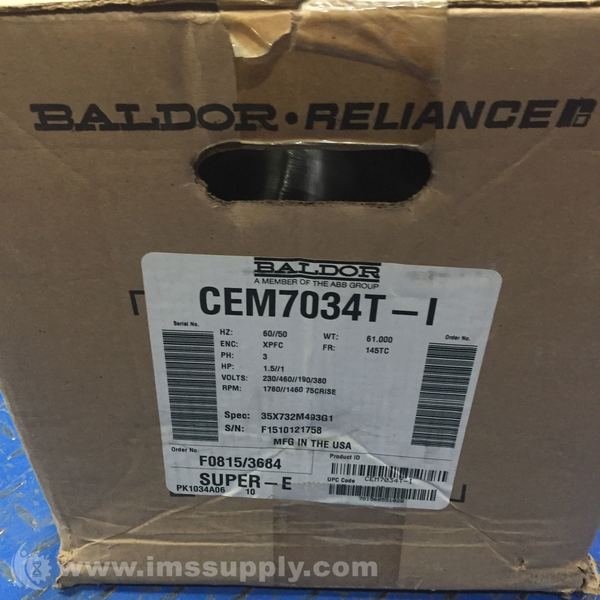 BALDOR • RELIANCE
BALDOR
A MEMBER OF THE ABB GROUP
CEM7034T-I
Serial No.
Order No.
HZ: 60//50 WT: 61.000
ENC: XPFC FR: 145TC
PH: 3
HP: 1.5//1
VOLTS: 230/460//190/380
RPM: 1760//1460 75CRISE
Spec: 35X732M493G1
S/N: F1510121758
MFG IN THE USA
Order No.
Product ID
F0815/3684
SUPER-E
UPC Code
CEM7034T-I
PK1034A06 10
www.imssupply.com